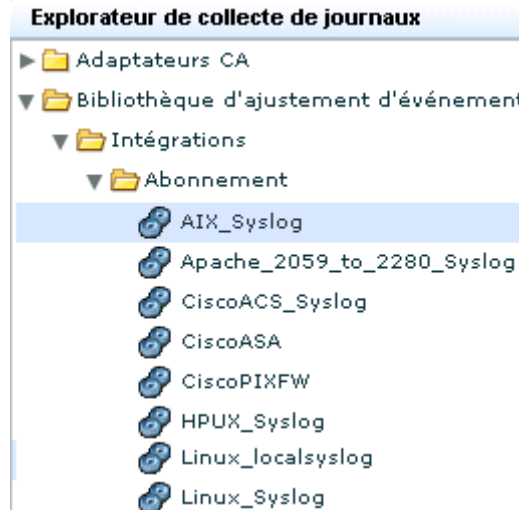 Explorateur de collecte de journaux
Adaptateurs CA
Bibliothèque d'ajustement d'événement
Intégrations
Abonnement
AIX_Syslog
Apache_2059_to_2280_Syslog
CiscoACS_Syslog
CiscoASA
CiscoPIXFW
HPUX_Syslog
Linux_localsyslog
Linux_Syslog